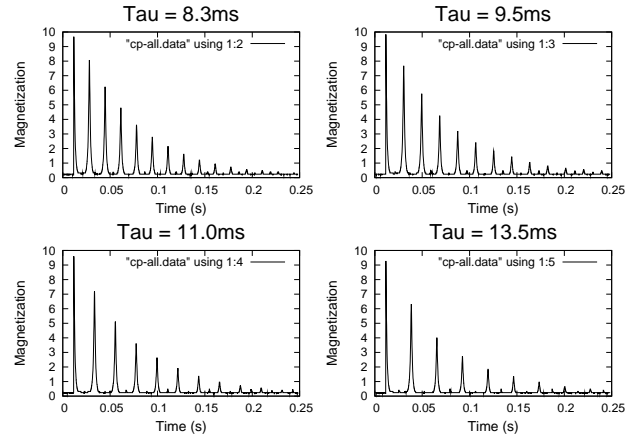 Tau = 8.3ms
"cp-all.data" using 1:2
Magnetization
10
9
8
7
6
5
4
3
2
1
0
0 0.05 0.1 0.15 0.2 0.25
Time (s)
Tau = 9.5ms
"cp-all.data" using 1:3
Magnetization
10
9
8
7
6
5
4
3
2
1
0
0 0.05 0.1 0.15 0.2 0.25
Time (s)
Tau = 11.0ms
"cp-all.data" using 1:4
Magnetization
10
9
8
7
6
5
4
3
2
1
0
0 0.05 0.1 0.15 0.2 0.25
Time (s)
Tau = 13.5ms
"cp-all.data" using 1:5
Magnetization
10
9
8
7
6
5
4
3
2
1
0
0 0.05 0.1 0.15 0.2 0.25
Time (s)